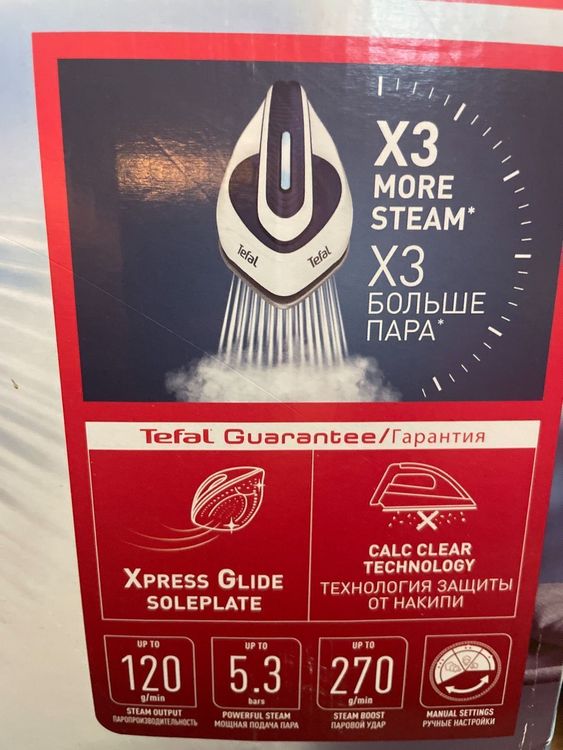 Tefal
Tefal
X3
MORE
STEAM*
X3
БОЛЬШЕ
ПАРА*
Tefal Guarantee/Гарантия
XPRESS GLIDE
SOLEPLATE
CALC CLEAR
TECHNOLOGY
ТЕХНОЛОГИЯ ЗАЩИТЫ
ОТ НАКИПИ
UP TO
120
g/min
STEAM OUTPUT
ПАРОПРОИЗВОДИТЕЛЬНОСТЬ
UP TO
5.3
bars
POWERFUL STEAM
МОЩНАЯ ПОДАЧА ПАРА
UP TO
270
g/min
STEAM BOOST
ПАРОВОЙ УДАР
MANUAL SETTINGS
РУЧНЫЕ НАСТРОЙКИ